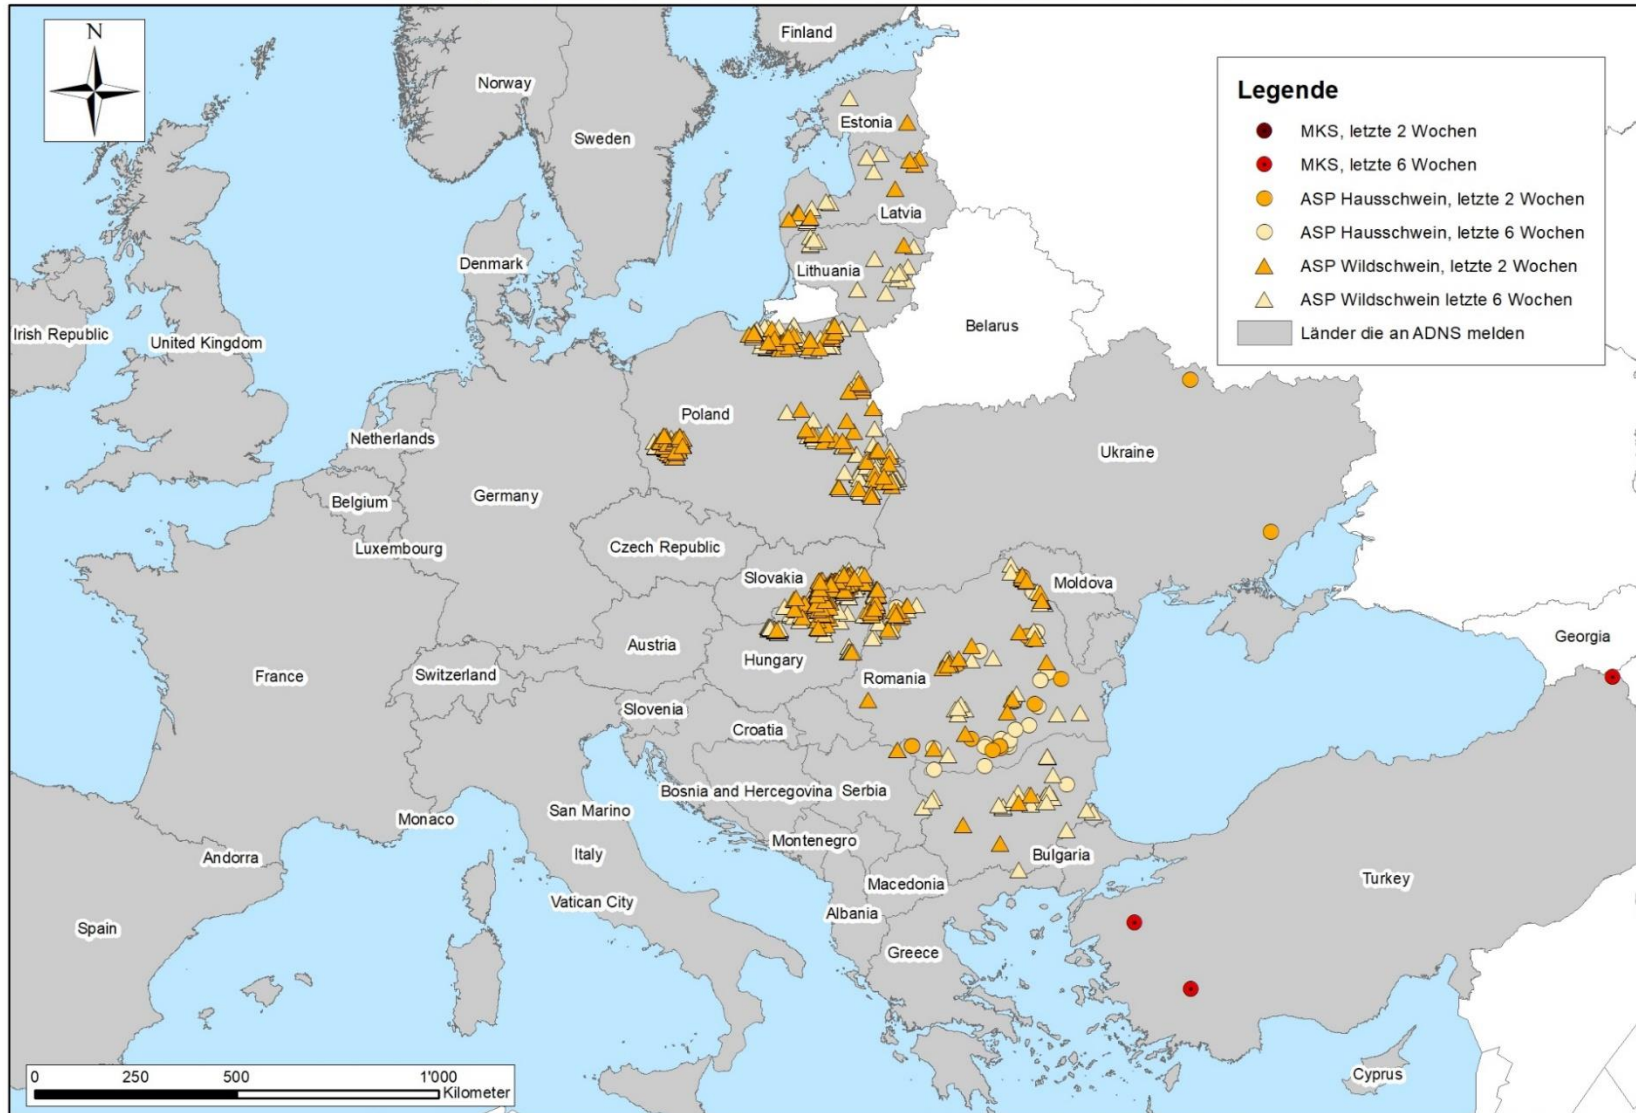 N
Finland
Norway
Sweden
Estonia
Latvia
Denmark
Lithuania
Irish Republic
United Kingdom
Belarus
Poland
Netherlands
Ukraine
Germany
Belgium
Luxembourg
Czech Republic
Slovakia
Moldova
Austria
Hungary
Georgia
France
Switzerland
Romania
Slovenia
Croatia
Bosnia and Hercegovina
Serbia
San Marino
Monaco
Montenegro
Italy
Andorra
Bulgaria
Macedonia
Turkey
Vatican City
Albania
Spain
Greece
Cyprus
Legende
MKS, letzte 2 Wochen
MKS, letzte 6 Wochen
ASP Hausschwein, letzte 2 Wochen
ASP Hausschwein, letzte 6 Wochen
ASP Wildschwein, letzte 2 Wochen
ASP Wildschwein letzte 6 Wochen
Länder die an ADNS melden
0 250 500 1'000
Kilometer